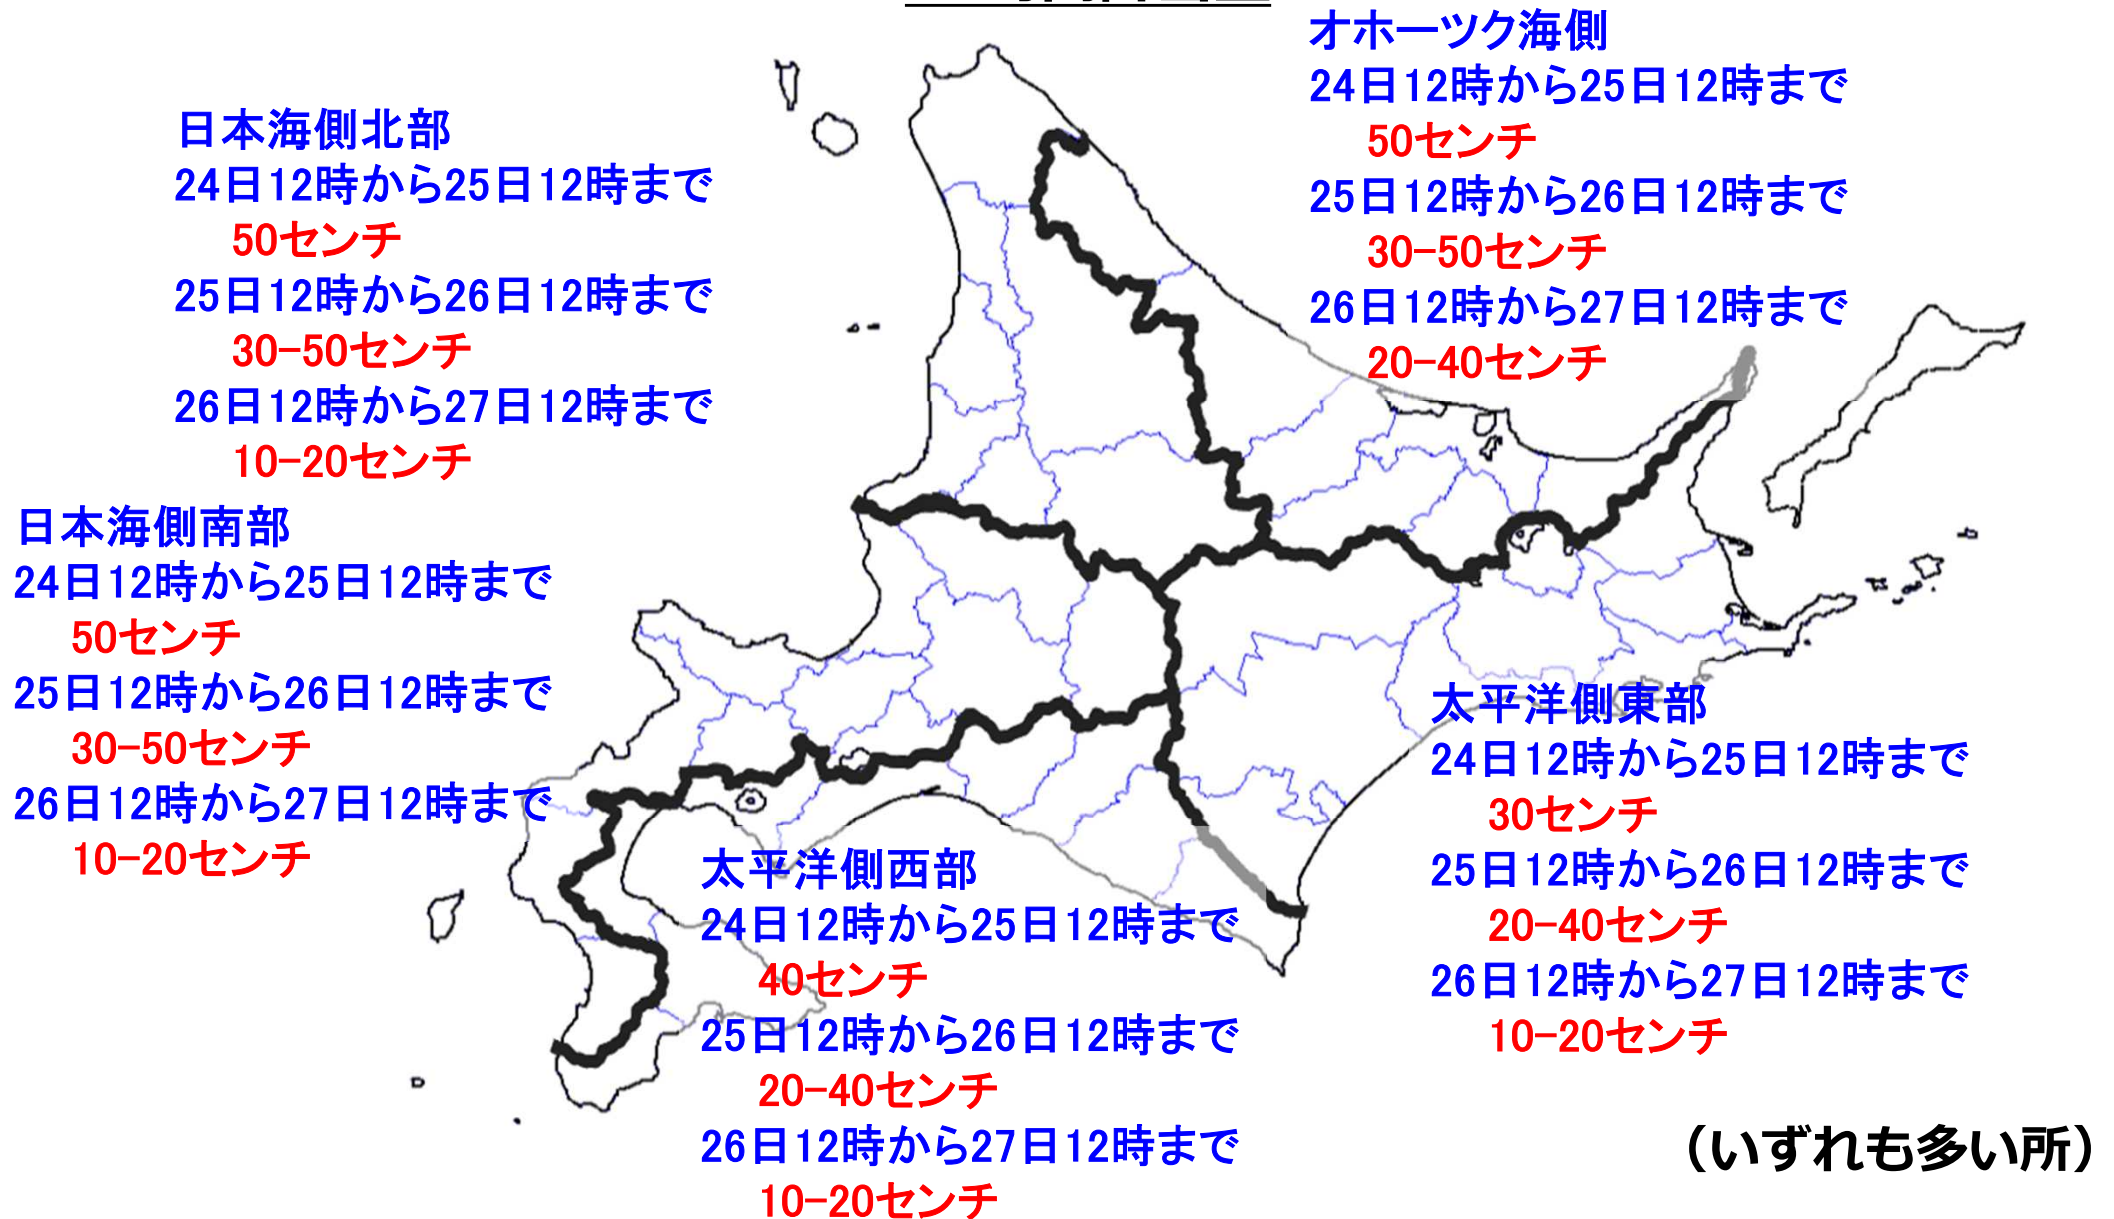 オホーツク海側
24日12時から25日12時まで
50センチ
25日12時から26日12時まで
30-50センチ
26日12時から27日12時まで
20-40センチ
日本海側北部
24日12時から25日12時まで
50センチ
25日12時から26日12時まで
30-50センチ
26日12時から27日12時まで
10-20センチ
日本海側南部
24日12時から25日12時まで
50センチ
25日12時から26日12時まで
30-50センチ
26日12時から27日12時まで
10-20センチ
太平洋側東部
24日12時から25日12時まで
30センチ
25日12時から26日12時まで
20-40センチ
26日12時から27日12時まで
10-20センチ
太平洋側西部
24日12時から25日12時まで
40センチ
25日12時から26日12時まで
20-40センチ
26日12時から27日12時まで
10-20センチ
（いずれも多い所）